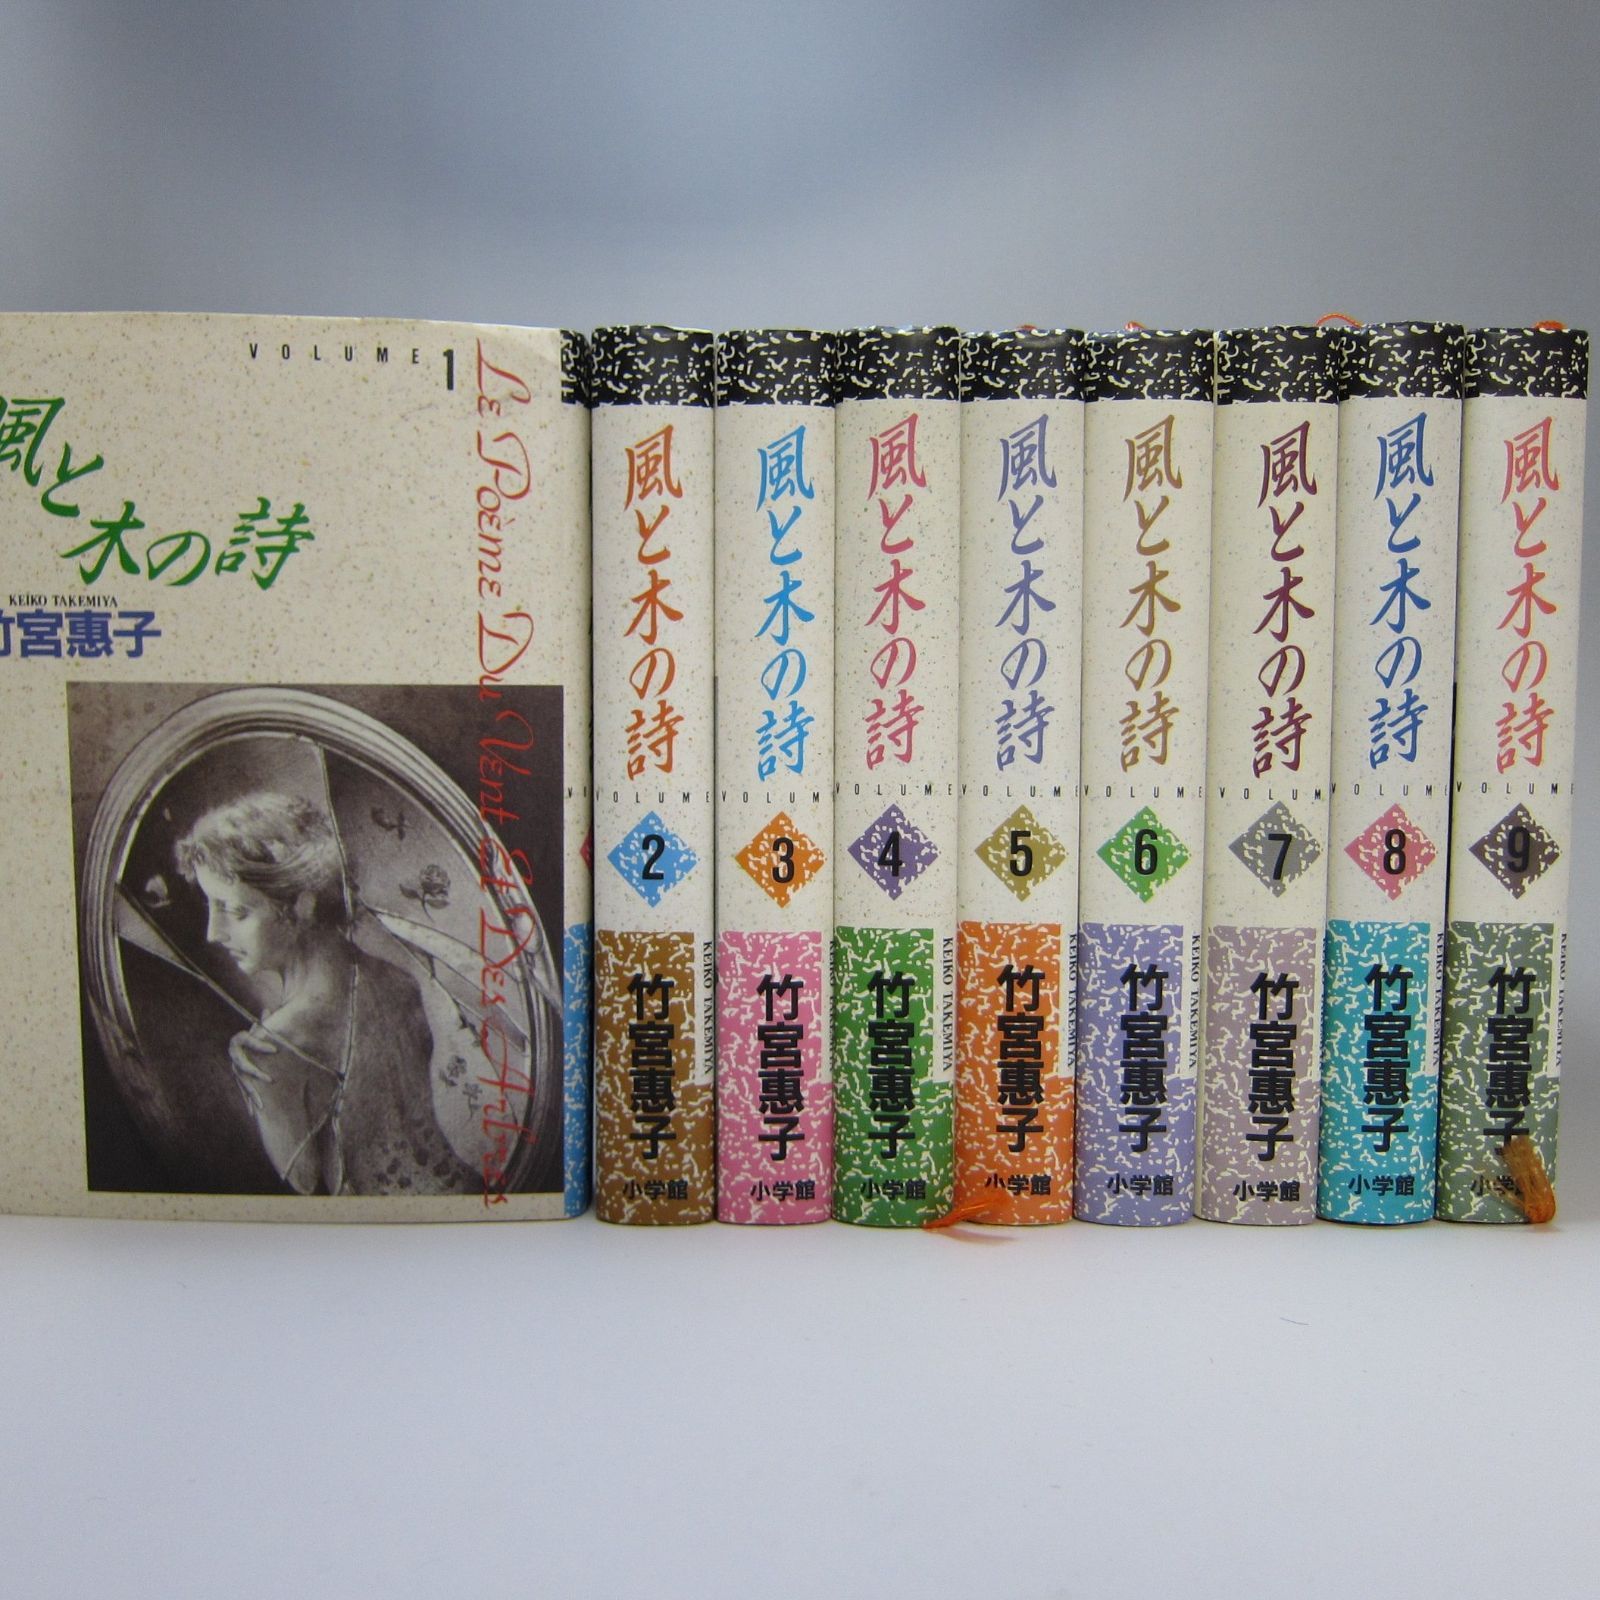 VOLUME 1
風と
木の詩
KEIKO TAKEMIYA
竹宮惠子
Le Poème Du Vent Et Des Arbres
風と木の詩
VOLUME
2
竹宮惠子
KEIKO TAKEMIYA
小学館
風と木の詩
VOLUM
3
竹宮惠子
KEIKO TAKEMIYA
小学館
風と木の詩
VOLUME
4
竹宮惠子
KEIKO TAKEMIYA
小学館
風と木の詩
VOLUME
5
竹宮惠子
KEIKO TAKEMIYA
小学館
風と木の詩
VOLUME
6
竹宮惠子
KEIKO TAKEMIYA
小学館
風と木の詩
VOLUM
7
竹宮惠子
小学館
風と木の詩
VOLUME
8
竹宮惠子
KEIKO TAKEMIYA
小学館
風と木の詩
VOLUME
9
竹宮惠子
KEIKO TAKEMIYA
小学